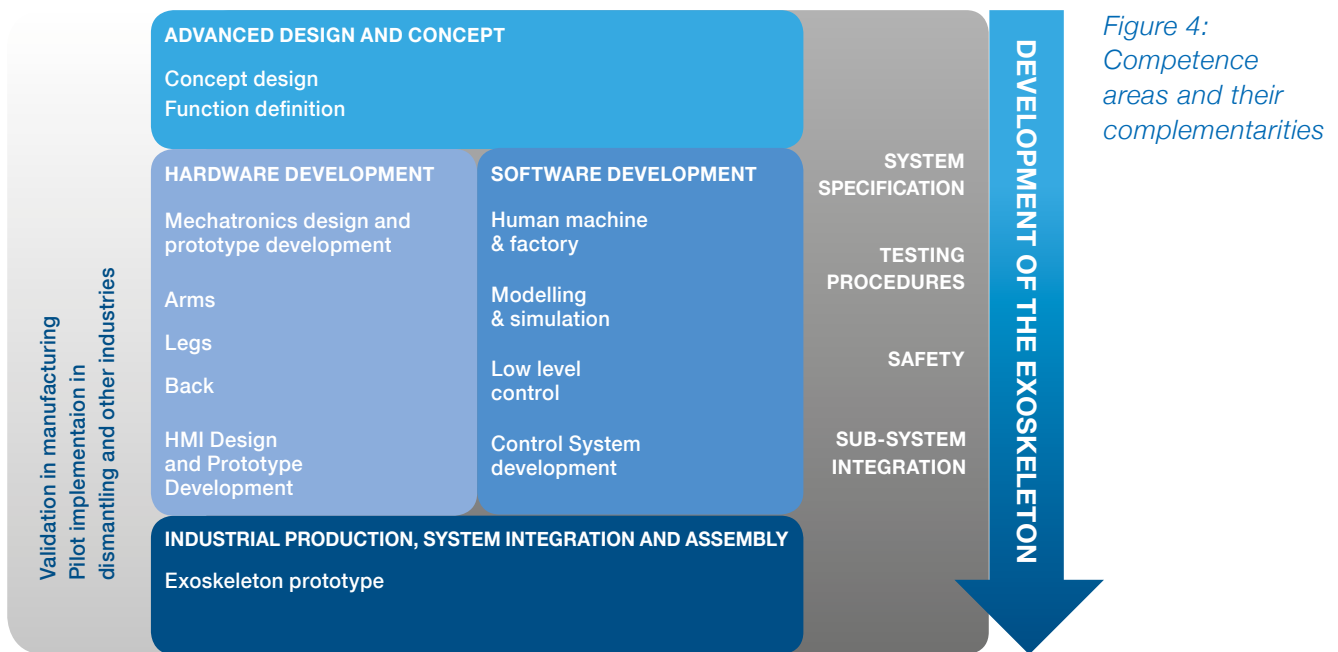 ADVANCED DESIGN AND CONCEPT
Concept design
Function definition
HARDWARE DEVELOPMENT
Mechatronics design and
prototype development
Arms
Legs
Back
HMI Design
and Prototype
Development
SOFTWARE DEVELOPMENT
Human machine
& factory
Modelling
& simulation
Low level
control
Control System
development
INDUSTRIAL PRODUCTION, SYSTEM INTEGRATION AND ASSEMBLY
Exoskeleton prototype
Validation in manufacturing
Pilot implementaion in
dismantling and other industries
SYSTEM
SPECIFICATION
TESTING
PROCEDURES
SAFETY
SUB-SYSTEM
INTEGRATION
DEVELOPMENT OF THE EXOSKELETON
Figure 4:
Competence
areas and their
complementarities